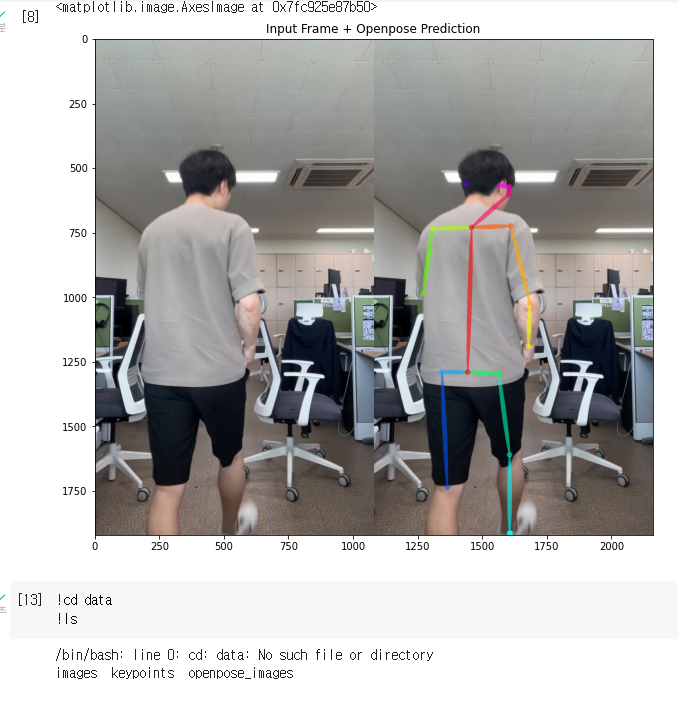 <matplotlib.image.AxesImage at 0x7fc925e87b50>
[8]
Input Frame + Openpose Prediction
0
250
500
750
1000
1250
1500
1750
0 250 500 750 1000 1250 1500 1750 2000
[13] !cd data
!ls
/bin/bash: line 0: cd: data: No such file or directory
images keypoints openpose_images